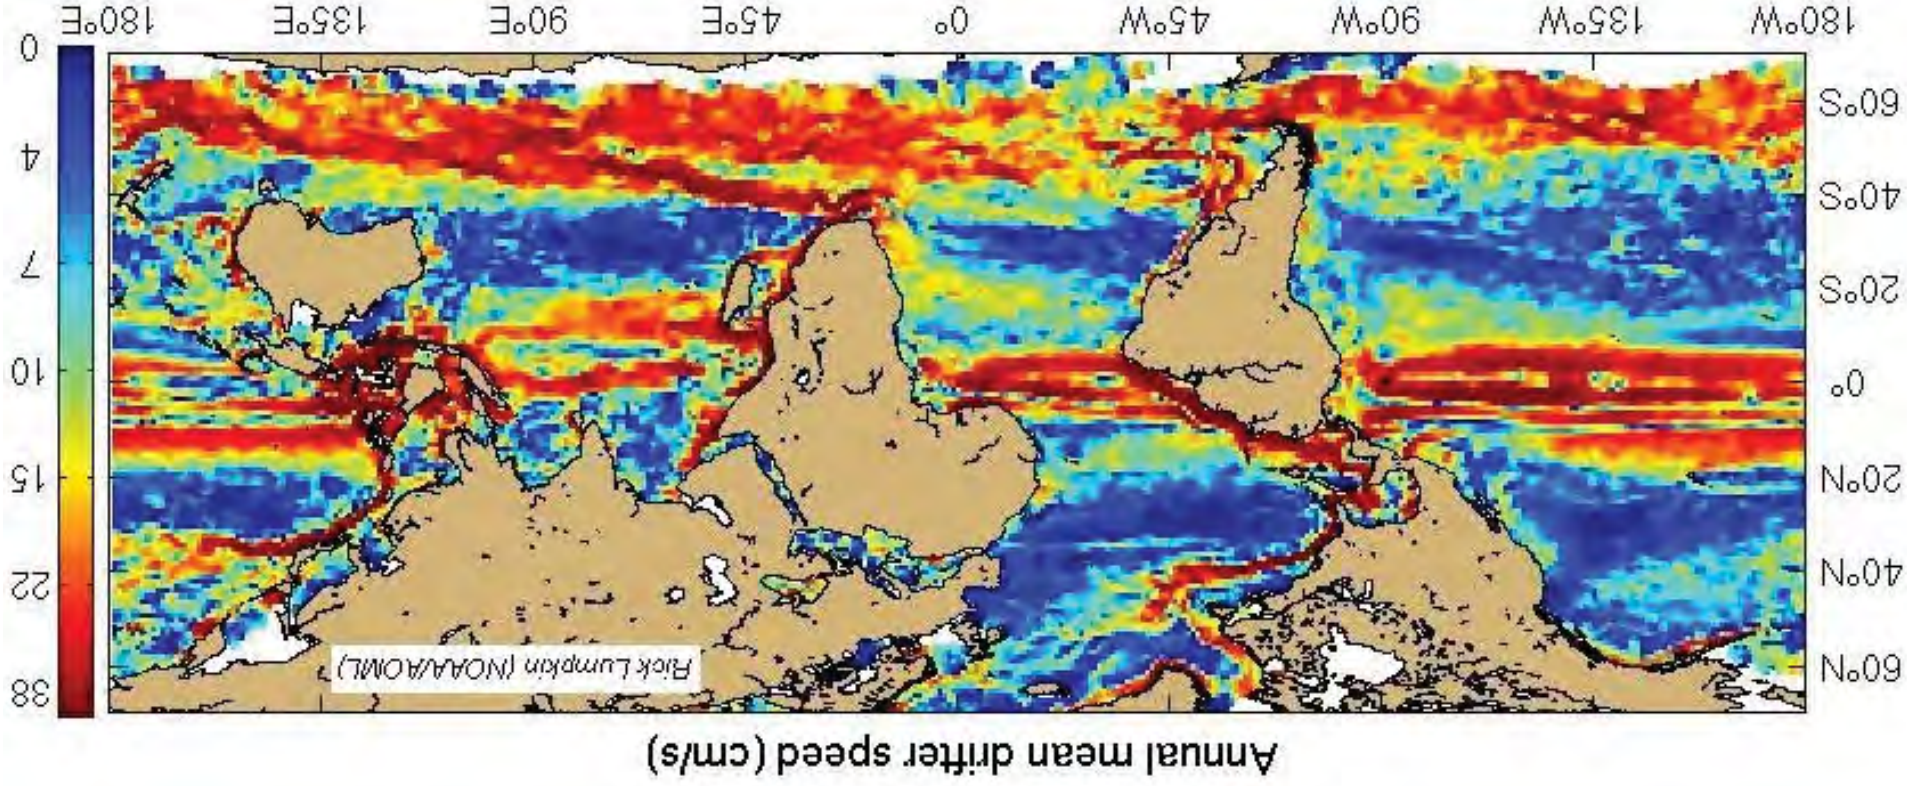 Annual mean drifter speed (cm/s)
Rick Lumpkin (NOAA/AOML)
60°N
40°N
20°N
0°
20°S
40°S
60°S
180°W
135°W
90°W
45°W
0°
45°E
90°E
135°E
180°E
38
22
15
10
7
4
0